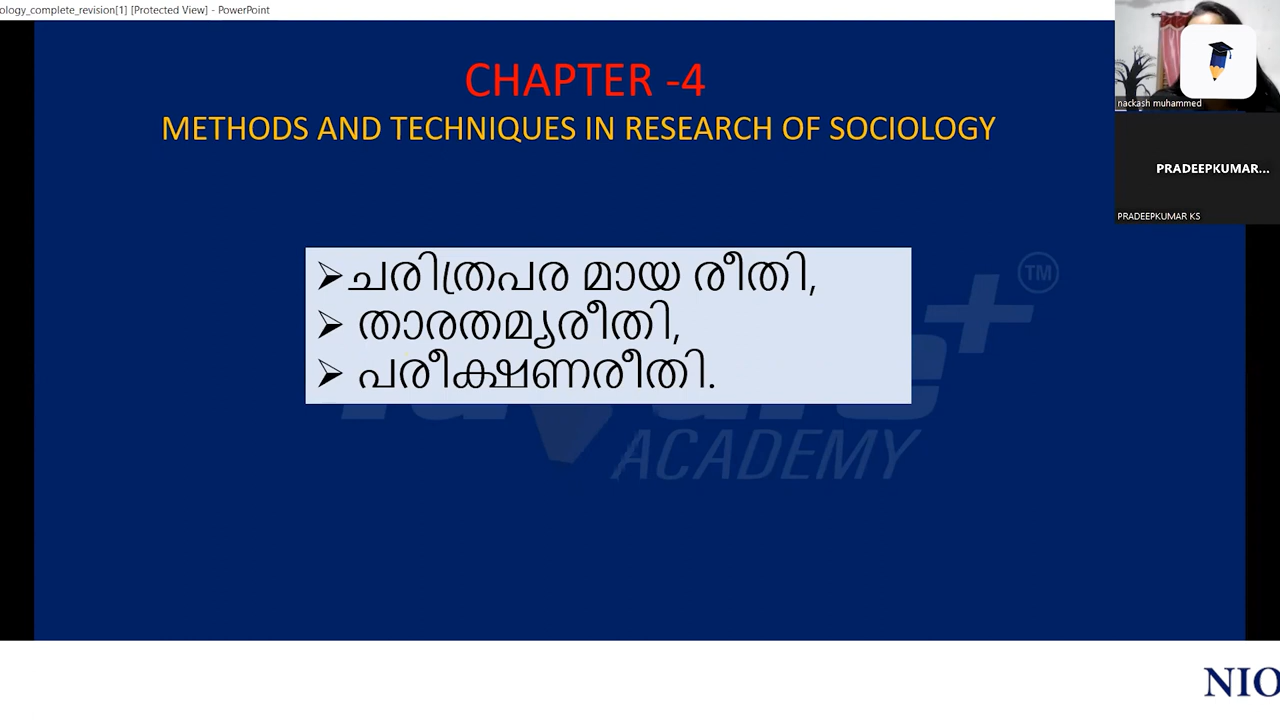 ology_complete_revision[1] [Protected View] - PowerPoint
CHAPTER -4
METHODS AND TECHNIQUES IN RESEARCH OF SOCIOLOGY
nackash muhammed
PRADEEPKUMAR...
PRADEEPKUMAR KS
➢ചരിത്രപര മായ രീതി,
➢ താരതമ്യരീതി,
➢ പരീക്ഷണരീതി.
TM
ACADEMY
NIO